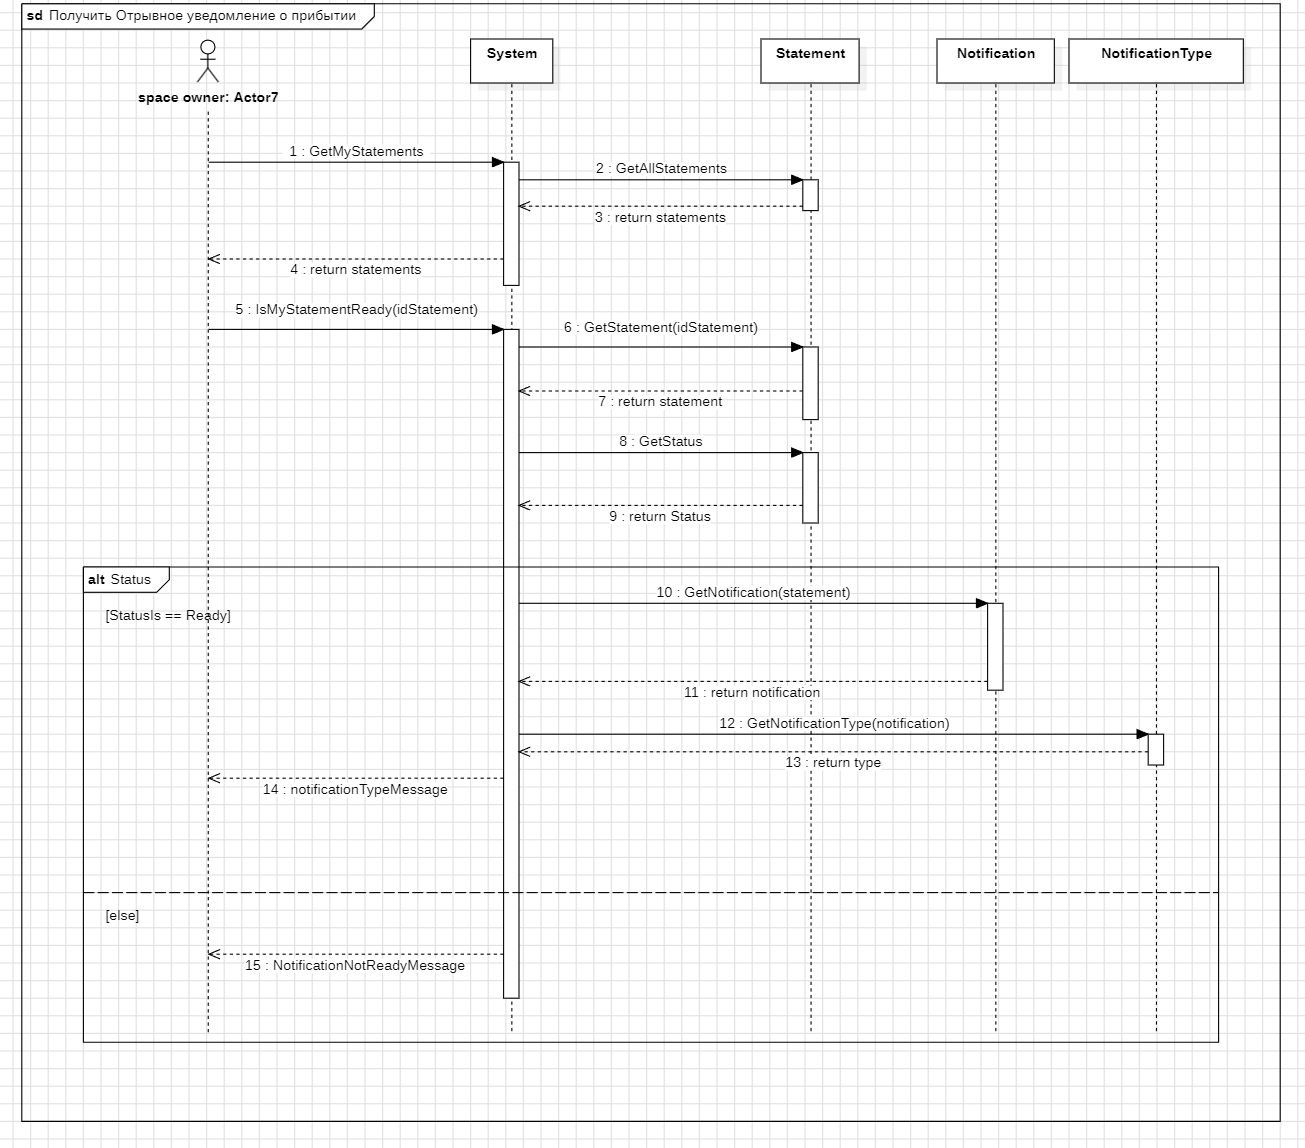 sd Получить Отрывное уведомление о прибытии
System
Statement
Notification
NotificationType
space owner: Actor7
1 : GetMyStatements
2 : GetAllStatements
3 : return statements
4 : return statements
5 : IsMyStatementReady(idStatement)
6 : GetStatement(idStatement)
7 : return statement
8 : GetStatus
9 : return Status
alt Status
10 : GetNotification(statement)
[StatusIs == Ready]
11 : return notification
12 : GetNotificationType(notification)
13 : return type
14 : notificationTypeMessage
[else]
15 : NotificationNotReadyMessage